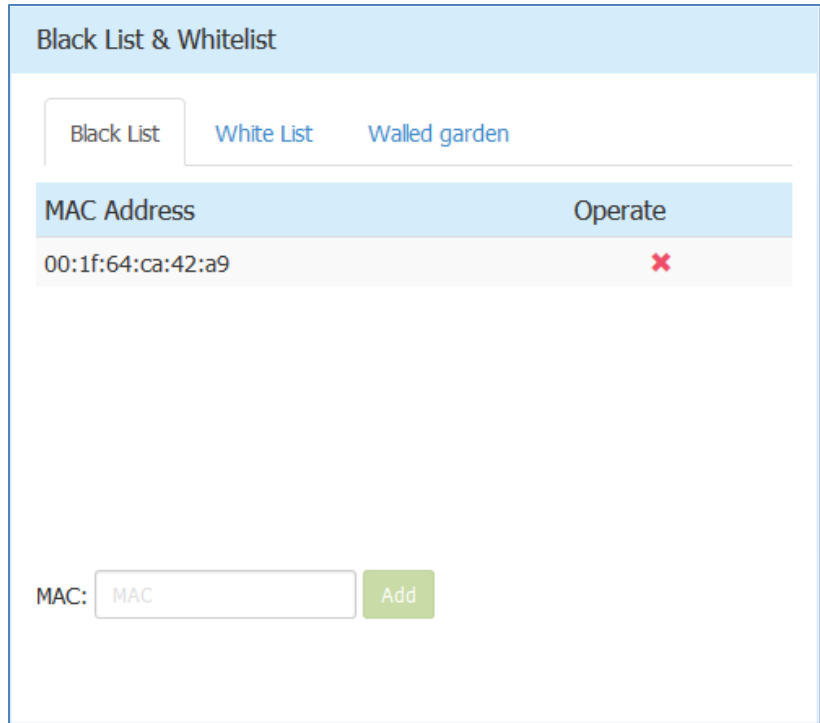 Black List & Whitelist
Black List White List Walled garden
MAC Address Operate
00:1f:64:ca:42:a9
MAC: MAC Add